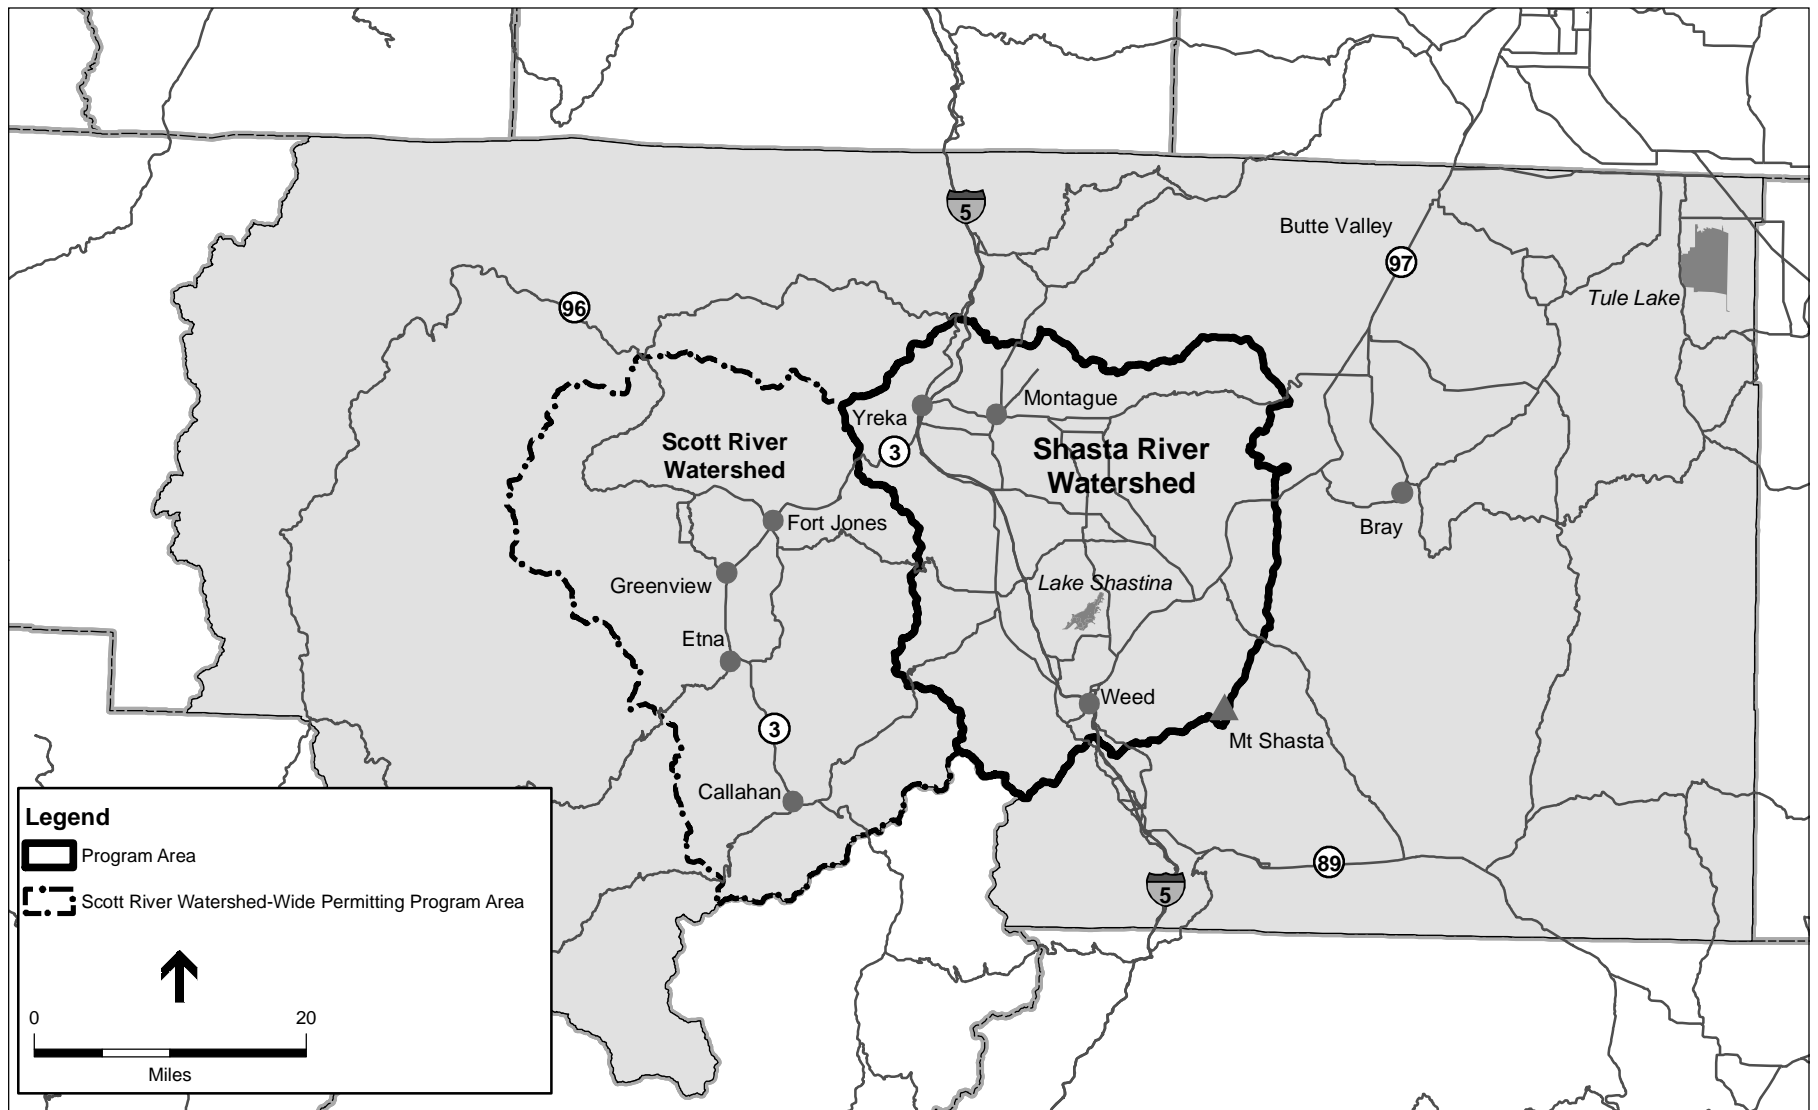 5
Butte Valley
97
Tule Lake
96
Montague
Yreka
Scott River
Watershed
3
Shasta River
Watershed
Fort Jones
Bray
Greenview
Lake Shastina
Etna
Weed
3
Mt Shasta
Callahan
89
5
Legend
Program Area
Scott River Watershed-Wide Permitting Program Area
0 20
Miles